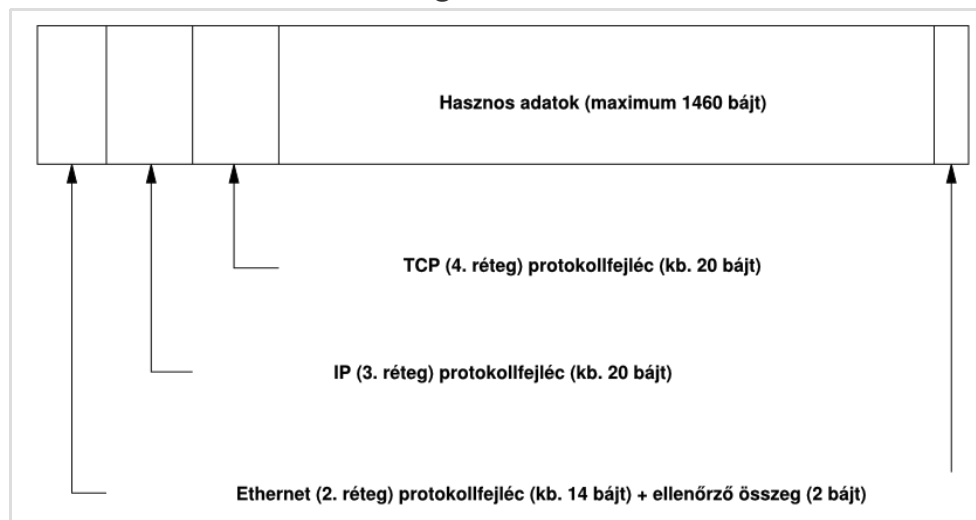 Hasznos adatok (maximum 1460 bájt)
TCP (4. réteg) protokollfejléc (kb. 20 bájt)
IP (3. réteg) protokollfejléc (kb. 20 bájt)
Ethernet (2. réteg) protokollfejléc (kb. 14 bájt) + ellenőrző összeg (2 bájt)